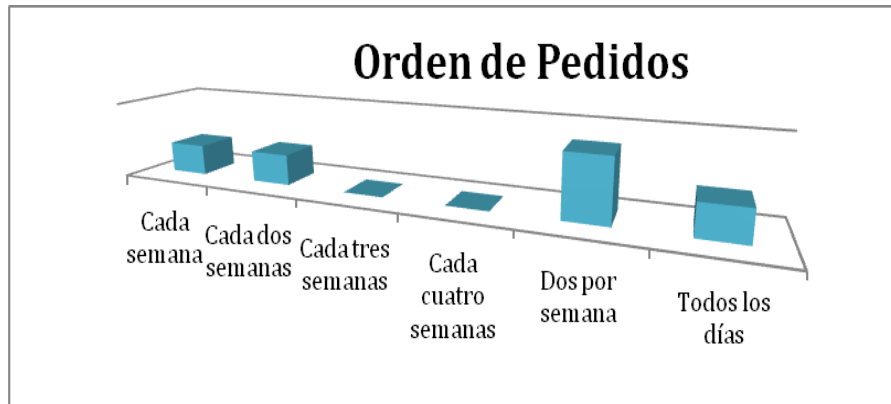 Orden de Pedidos
Cada
semana
Cada dos
semanas
Cada tres
semanas
Cada
cuatro
semanas
Dos por
semana
Todos los
días